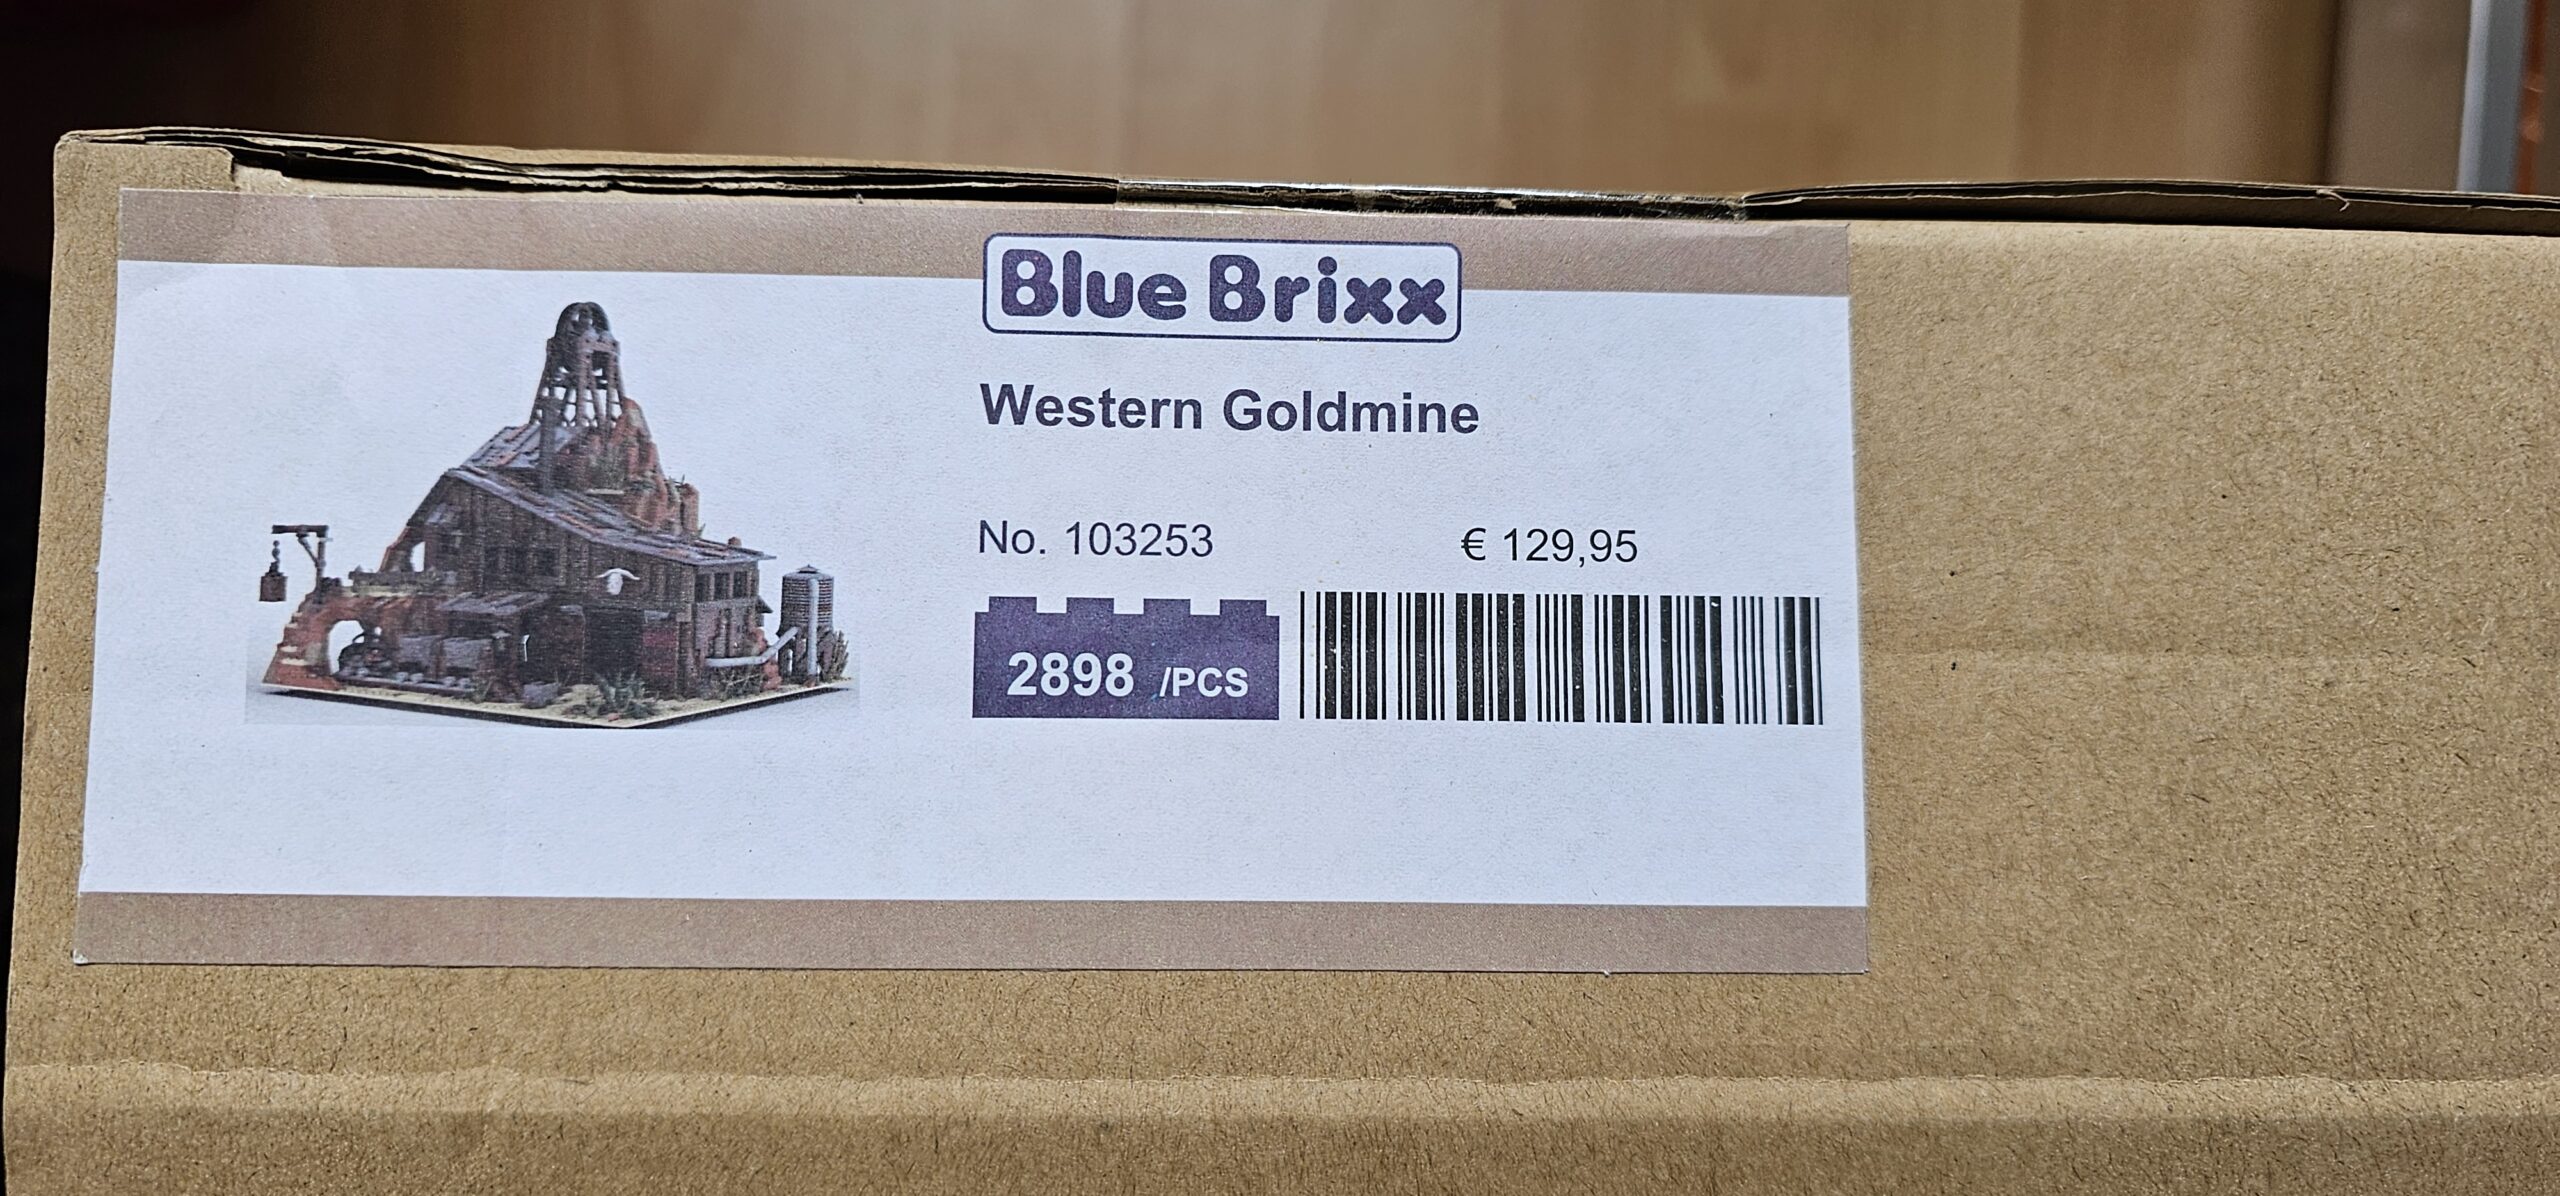 Blue Brixx
Western Goldmine
No. 103253
€ 129,95
2898 /PCS